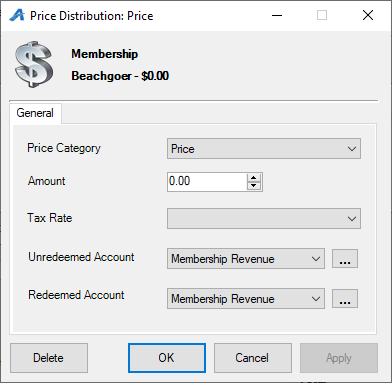 Price Distribution: Price
Membership
Beachgoer - $0.00
General
Price Category
Price
Amount
0.00
Tax Rate
Unredeemed Account
Membership Revenue
...
Redeemed Account
Membership Revenue
...
Delete
OK
Cancel
Apply